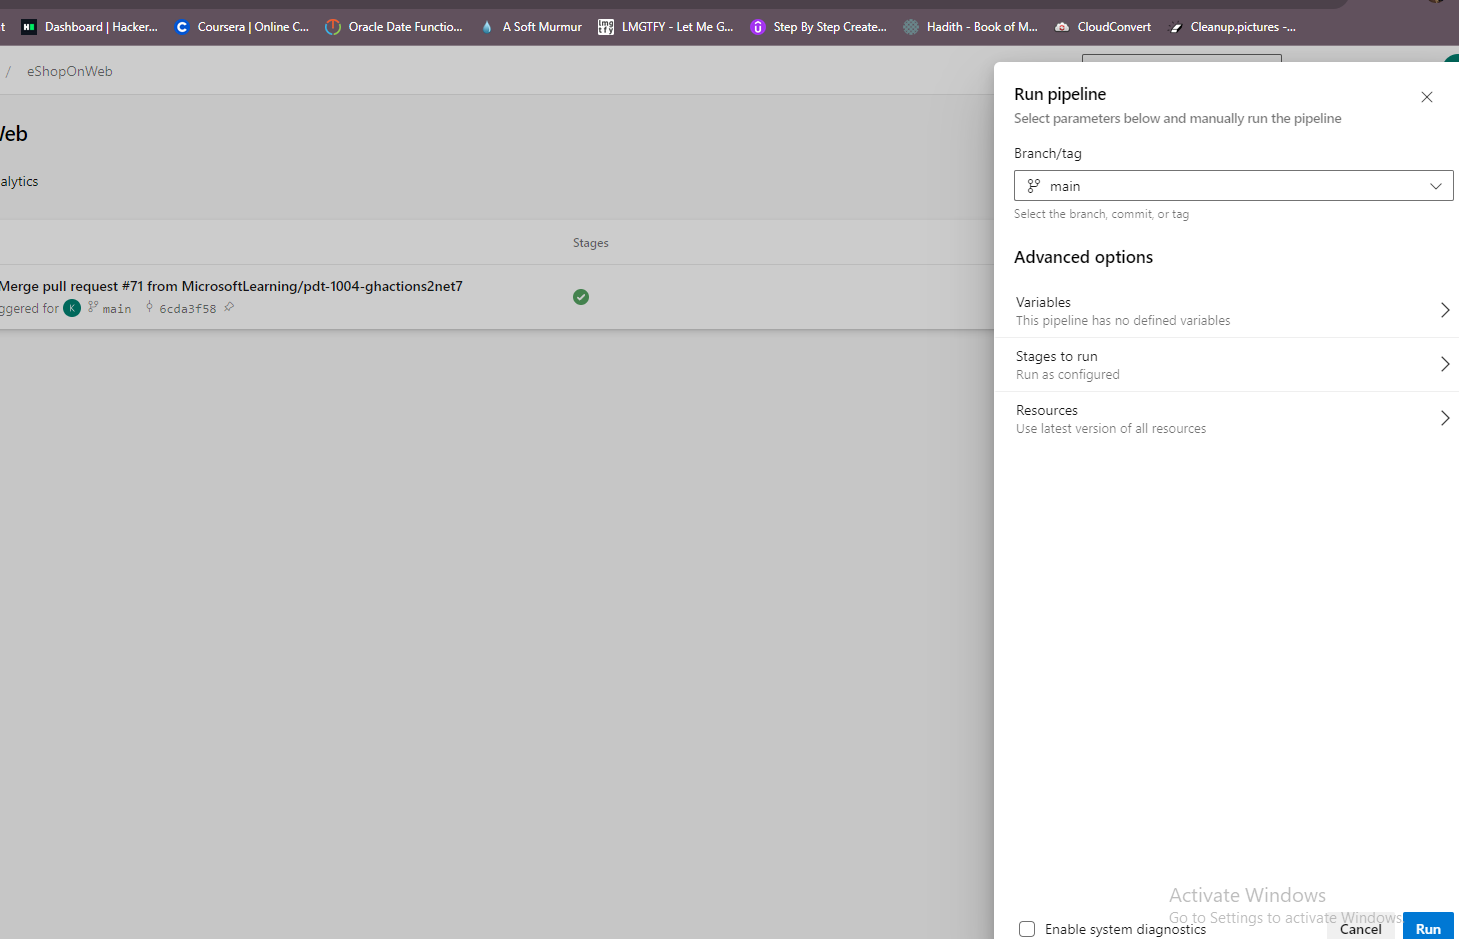 t Dashboard | Hacker... Coursera | Online C... Oracle Date Functio... A Soft Murmur LMGTFY - Let Me G... Step By Step Create... Hadith - Book of M... CloudConvert Cleanup.pictures -...
/ eShopOnWeb
Web
alytics
Stages
Merge pull request #71 from MicrosoftLearning/pdt-1004-ghactions2net7
ggered for K main 6cda3f58
Run pipeline
Select parameters below and manually run the pipeline
Branch/tag
main
Select the branch, commit, or tag
Advanced options
Variables
This pipeline has no defined variables
Stages to run
Run as configured
Resources
Use latest version of all resources
Activate Windows
Go to Settings to activate Windows
Enable system diagnostics Cancel Run